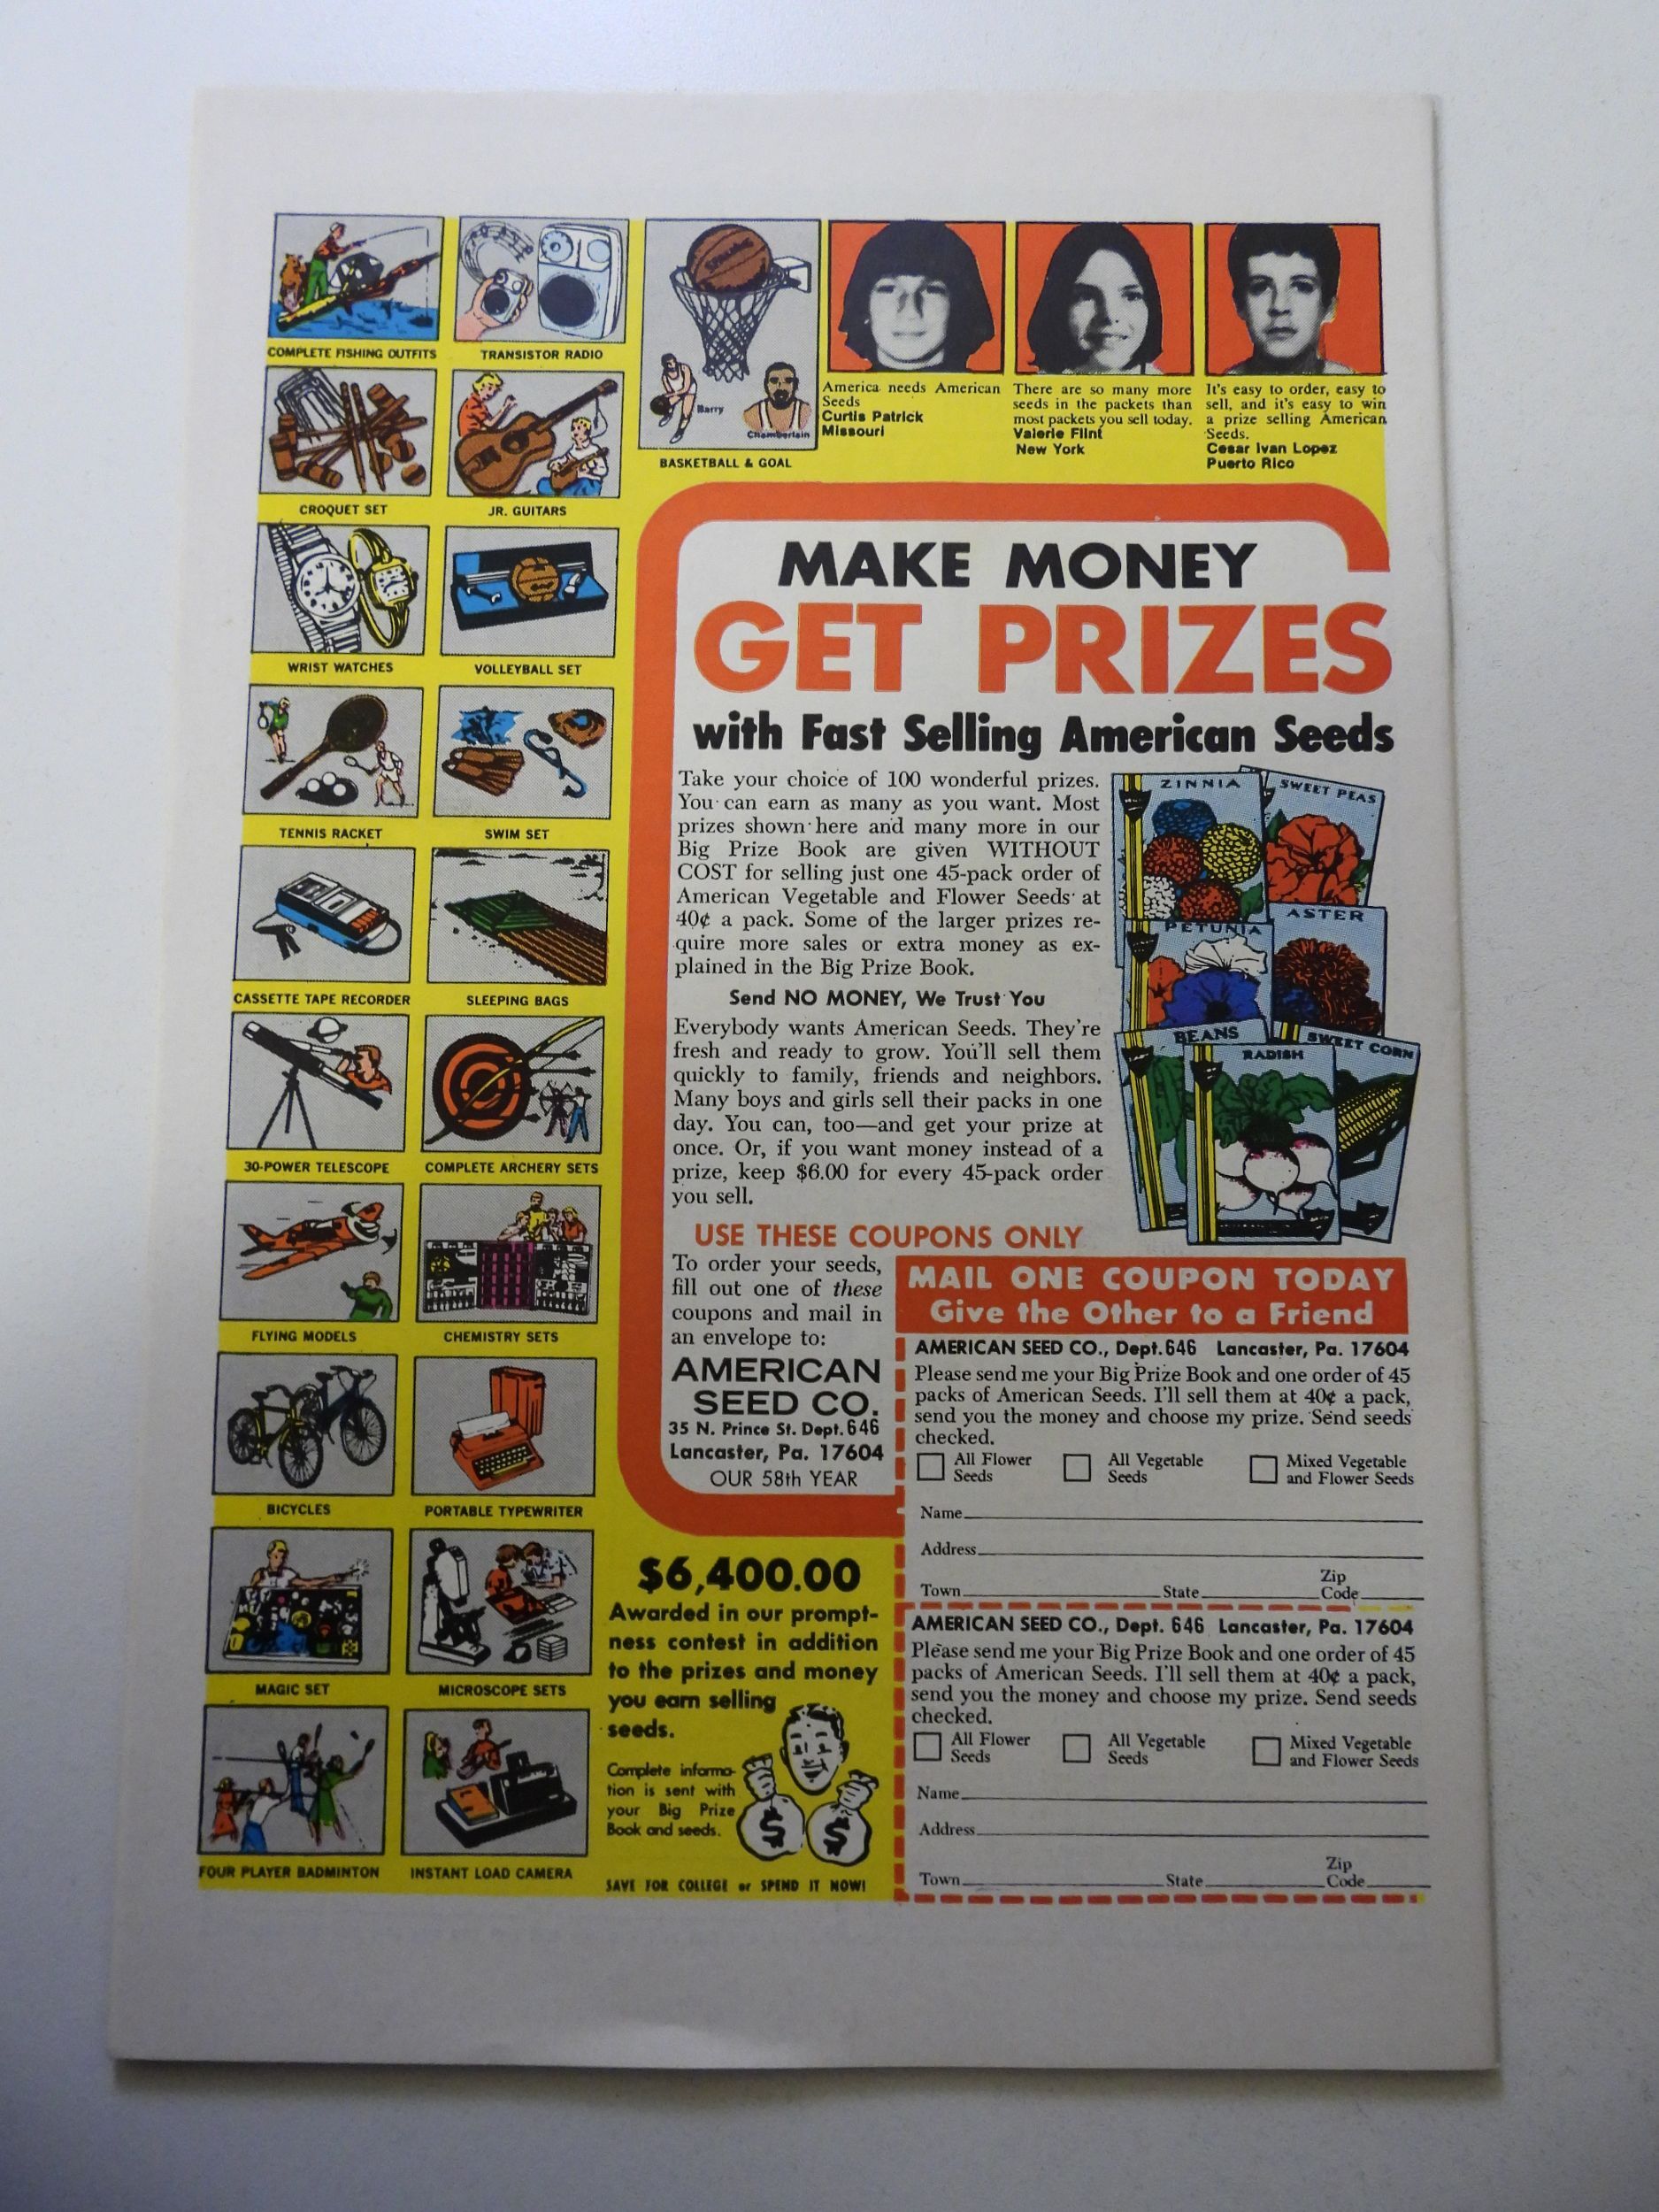 COMPLETE FISHING OUTFITS
TRANSISTOR RADIO
SPALDING
Barry
Chamberlain
BASKETBALL & GOAL
America needs American
Seeds
Curtis Patrick
Missouri
There are so many more
seeds in the packets than
most packets you sell today.
Valerie Flint
New York
It's easy to order, easy to
sell, and it's easy to win
a prize selling American
Seeds.
Cesar Ivan Lopez
Puerto Rico
CROQUET SET
JR. GUITARS
WRIST WATCHES
VOLLEYBALL SET
TENNIS RACKET
SWIM SET
CASSETTE TAPE RECORDER
SLEEPING BAGS
30-POWER TELESCOPE
COMPLETE ARCHERY SETS
FLYING MODELS
CHEMISTRY SETS
BICYCLES
PORTABLE TYPEWRITER
MAGIC SET
MICROSCOPE SETS
FOUR PLAYER BADMINTON
INSTANT LOAD CAMERA
MAKE MONEY
GET PRIZES
with Fast Selling American Seeds
Take your choice of 100 wonderful prizes.
You can earn as many as you want. Most
prizes shown here and many more in our
Big Prize Book are given WITHOUT
COST for selling just one 45-pack order of
American Vegetable and Flower Seeds at
40¢ a pack. Some of the larger prizes re-
quire more sales or extra money as ex-
plained in the Big Prize Book.
Send NO MONEY, We Trust You
Everybody wants American Seeds. They're
fresh and ready to grow. You'll sell them
quickly to family, friends and neighbors.
Many boys and girls sell their packs in one
day. You can, too—and get your prize at
once. Or, if you want money instead of a
prize, keep $6.00 for every 45-pack order
you sell.
ZINNIA
SWEET PEAS
PETUNIA
ASTER
BEANS
RADISH
SWEET CORN
USE THESE COUPONS ONLY
To order your seeds,
fill out one of these
coupons and mail in
an envelope to:
AMERICAN
SEED CO.
35 N. Prince St. Dept. 646
Lancaster, Pa. 17604
OUR 58th YEAR
MAIL ONE COUPON TODAY
Give the Other to a Friend
AMERICAN SEED CO., Dept. 646 Lancaster, Pa. 17604
Please send me your Big Prize Book and one order of 45
packs of American Seeds. I'll sell them at 40¢ a pack,
send you the money and choose my prize. Send seeds
checked.
All Flower
Seeds
All Vegetable
Seeds
Mixed Vegetable
and Flower Seeds
Name
Address
Town State Zip
Code
AMERICAN SEED CO., Dept. 646 Lancaster, Pa. 17604
Please send me your Big Prize Book and one order of 45
packs of American Seeds. I'll sell them at 40¢ a pack,
send you the money and choose my prize. Send seeds
checked.
All Flower
Seeds
All Vegetable
Seeds
Mixed Vegetable
and Flower Seeds
Name
Address
Town State Zip
Code
$6,400.00
Awarded in our prompt-
ness contest in addition
to the prizes and money
you earn selling
seeds.
Complete informa-
tion is sent with
your Big Prize
Book and seeds.
$ $
SAVE FOR COLLEGE or SPEND IT NOW!